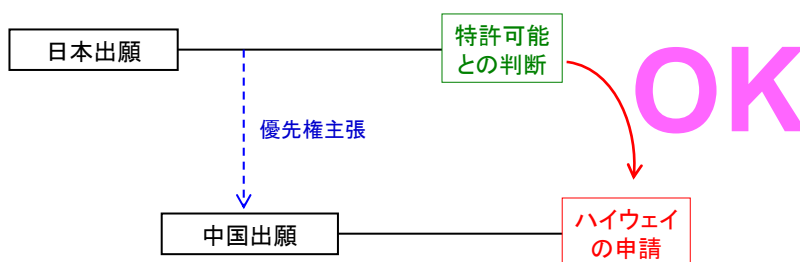 日本出願
特許可能
との判断
OK
優先権主張
中国出願
ハイウェイ
の申請